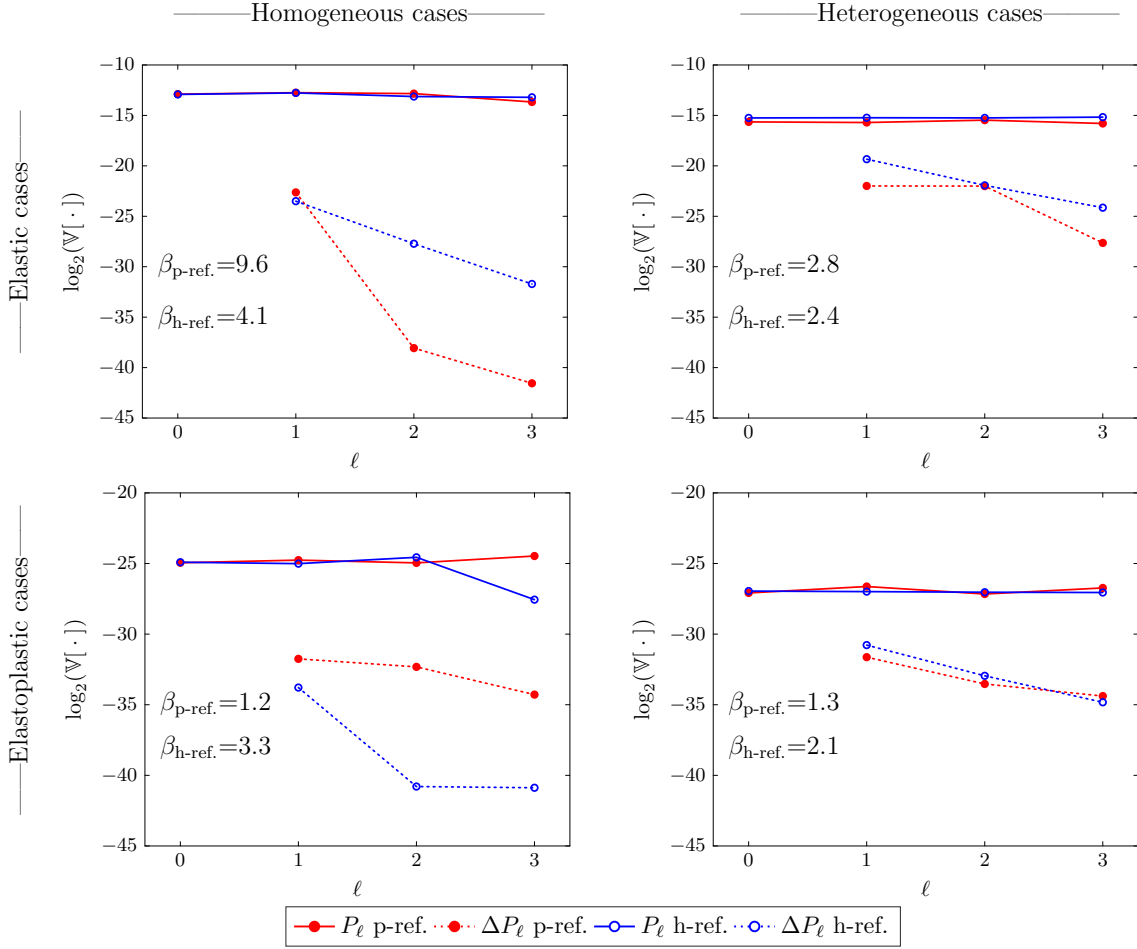 Homogeneous cases
Heterogeneous cases
Elastic cases
Elastoplastic cases
−10
−15
−20
−25
−30
−35
−40
−45
log₂(𝕍[ · ])
β_p-ref.=9.6
β_h-ref.=4.1
0 1 2 3
ℓ
−10
−15
−20
−25
−30
−35
−40
−45
log₂(𝕍[ · ])
β_p-ref.=2.8
β_h-ref.=2.4
0 1 2 3
ℓ
−20
−25
−30
−35
−40
−45
log₂(𝕍[ · ])
β_p-ref.=1.2
β_h-ref.=3.3
0 1 2 3
ℓ
−20
−25
−30
−35
−40
−45
log₂(𝕍[ · ])
β_p-ref.=1.3
β_h-ref.=2.1
0 1 2 3
ℓ
P_ℓ p-ref. ΔP_ℓ p-ref. P_ℓ h-ref. ΔP_ℓ h-ref.